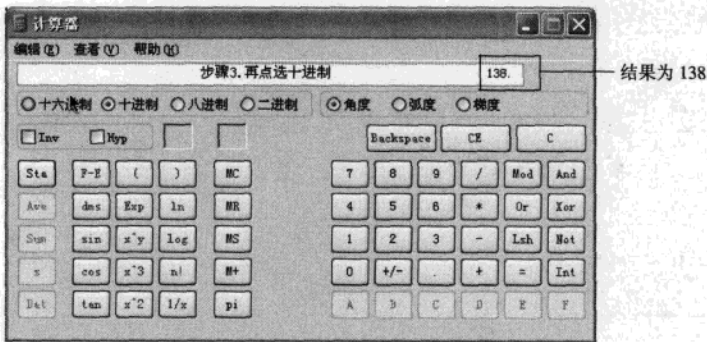 计算器
编辑(E) 查看(V) 帮助(H)
步骤3.再点选十进制 138.
结果为 138
十六进制 十进制 八进制 二进制 角度 弧度 梯度
Inv Hyp Backspace CE C
Sta F-E ( ) MC 7 8 9 / Mod And
Ave dms Exp ln MR 4 5 6 * Or Xor
Sum sin x^y log MS 1 2 3 - Lsh Not
s cos x^3 n! M+ 0 +/- . + = Int
Dat tan x^2 1/x pi A B C D E F